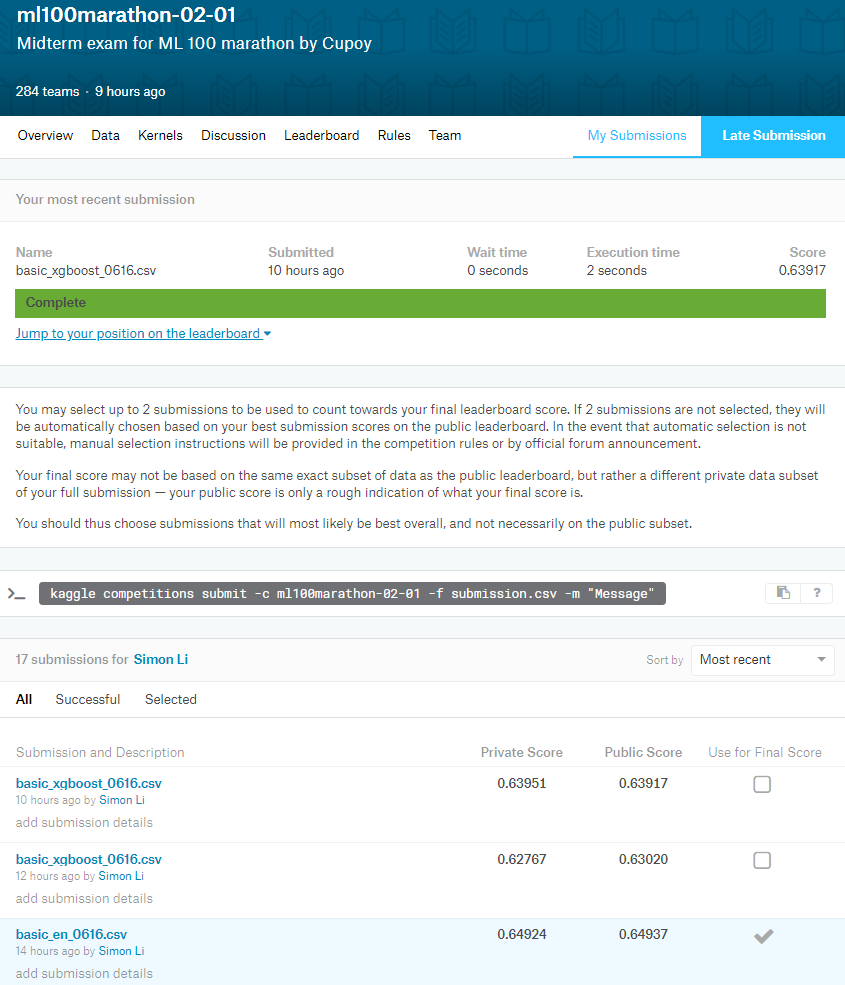 ml100marathon-02-01
Midterm exam for ML 100 marathon by Cupoy
284 teams · 9 hours ago
Overview Data Kernels Discussion Leaderboard Rules Team My Submissions Late Submission
Your most recent submission
Name Submitted Wait time Execution time Score
basic_xgboost_0616.csv 10 hours ago 0 seconds 2 seconds 0.63917
Complete
Jump to your position on the leaderboard
You may select up to 2 submissions to be used to count towards your final leaderboard score. If 2 submissions are not selected, they will
be automatically chosen based on your best submission scores on the public leaderboard. In the event that automatic selection is not
suitable, manual selection instructions will be provided in the competition rules or by official forum announcement.
Your final score may not be based on the same exact subset of data as the public leaderboard, but rather a different private data subset
of your full submission — your public score is only a rough indication of what your final score is.
You should thus choose submissions that will most likely be best overall, and not necessarily on the public subset.
>_ kaggle competitions submit -c ml100marathon-02-01 -f submission.csv -m "Message" ?
17 submissions for Simon Li Sort by Most recent
All Successful Selected
Submission and Description Private Score Public Score Use for Final Score
basic_xgboost_0616.csv 0.63951 0.63917
10 hours ago by Simon Li
add submission details
basic_xgboost_0616.csv 0.62767 0.63020
12 hours ago by Simon Li
add submission details
basic_en_0616.csv 0.64924 0.64937
14 hours ago by Simon Li
add submission details